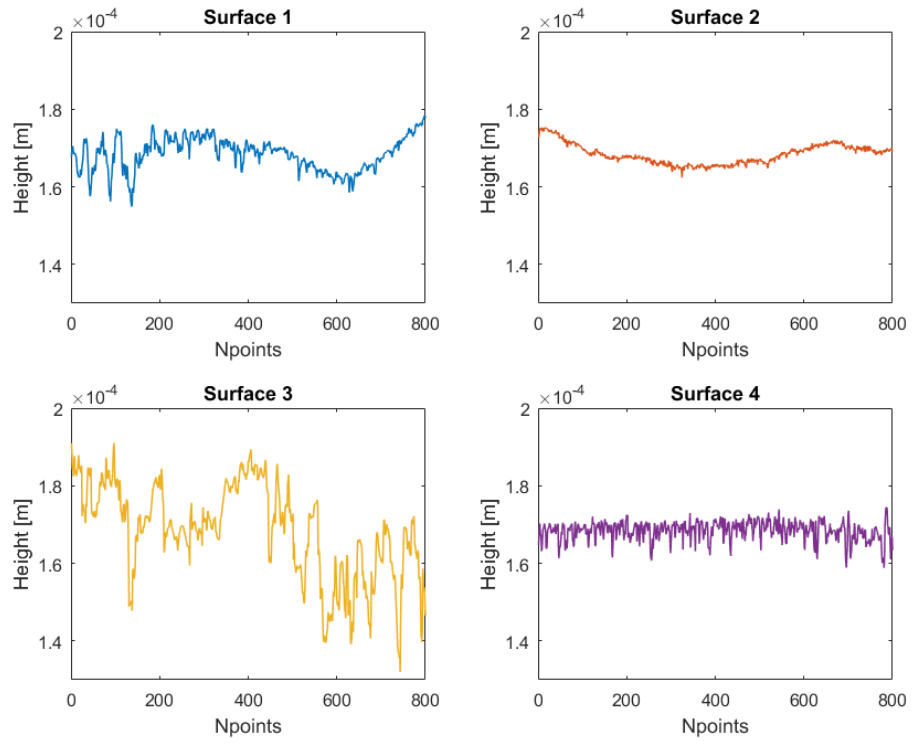 Surface 1
×10⁻⁴
2
1.8
1.6
1.4
Height [m]
0 200 400 600 800
Npoints
Surface 2
×10⁻⁴
2
1.8
1.6
1.4
Height [m]
0 200 400 600 800
Npoints
Surface 3
×10⁻⁴
2
1.8
1.6
1.4
Height [m]
0 200 400 600 800
Npoints
Surface 4
×10⁻⁴
2
1.8
1.6
1.4
Height [m]
0 200 400 600 800
Npoints